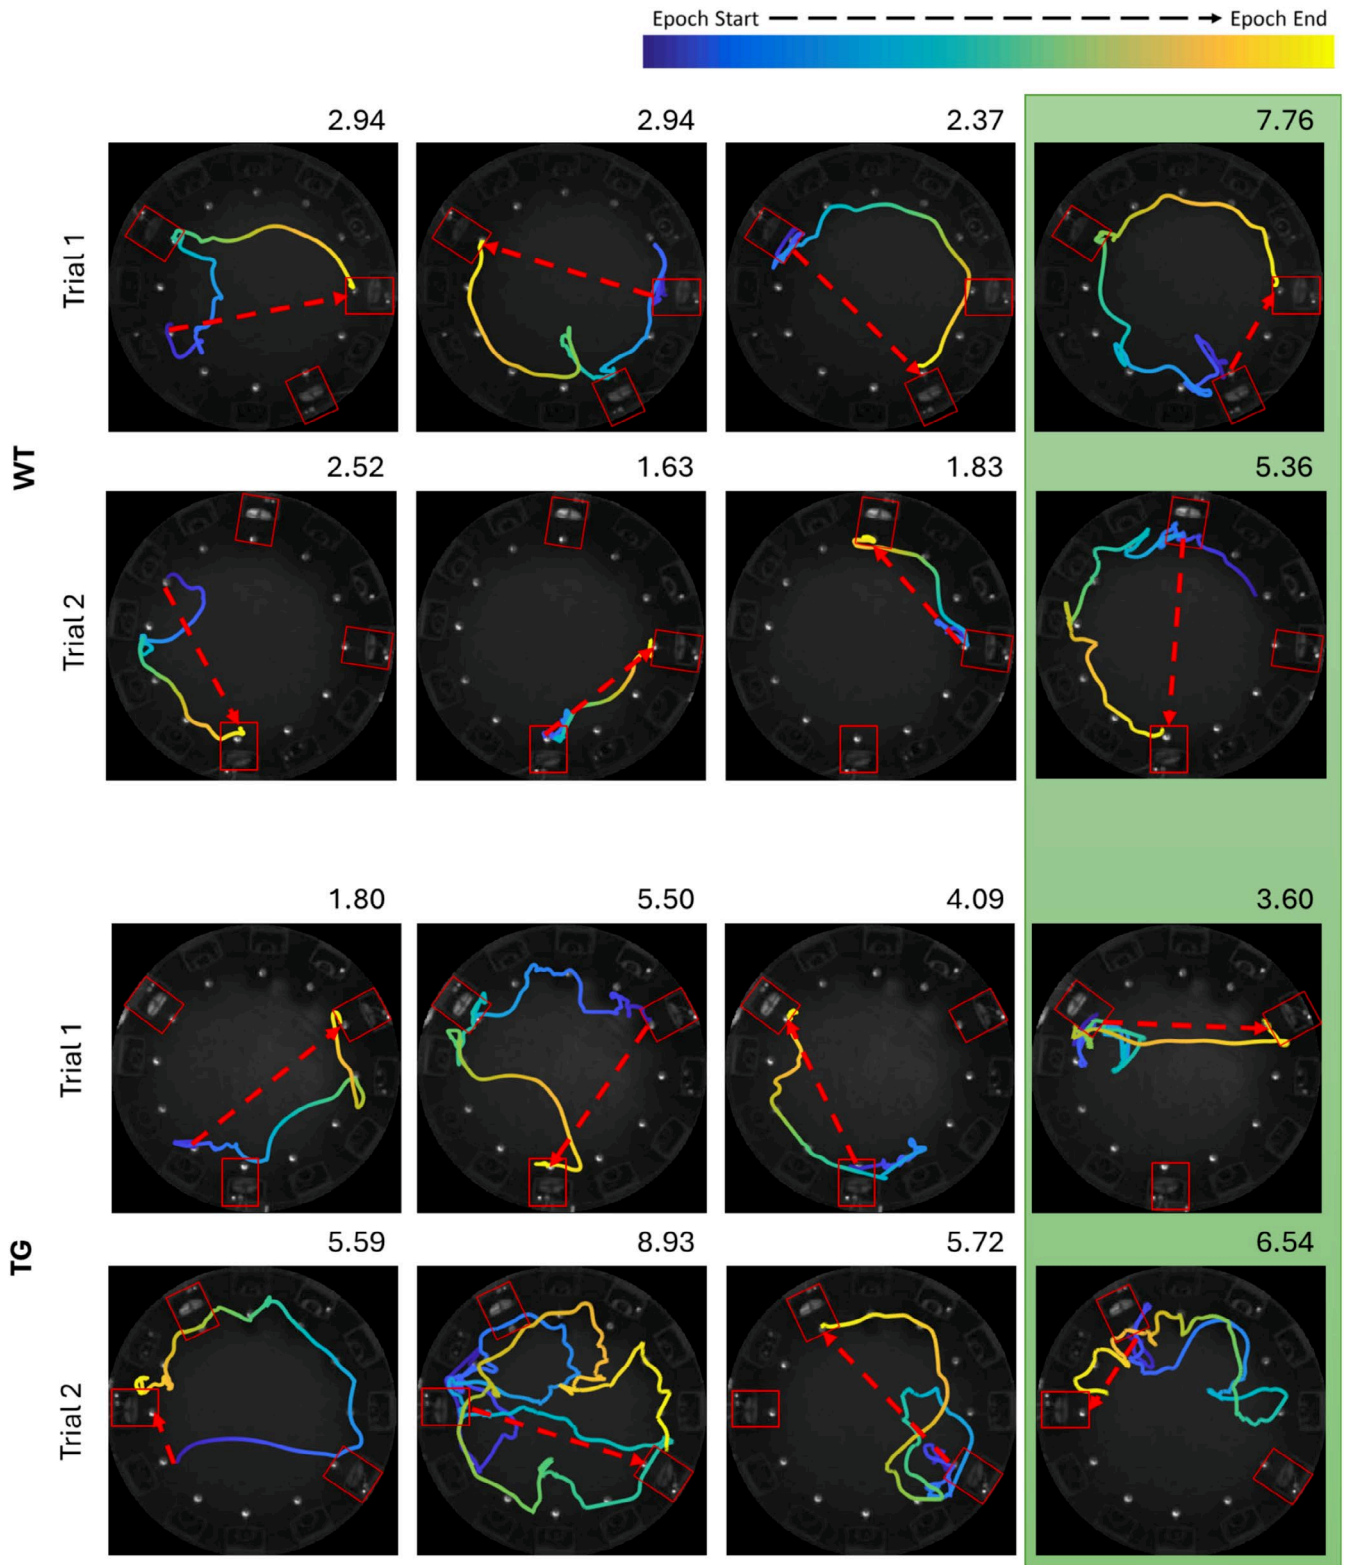 Epoch Start Epoch End
2.94 2.94 2.37 7.76
Trial 1
WT
2.52 1.63 1.83 5.36
Trial 2
1.80 5.50 4.09 3.60
Trial 1
TG
5.59 8.93 5.72 6.54
Trial 2